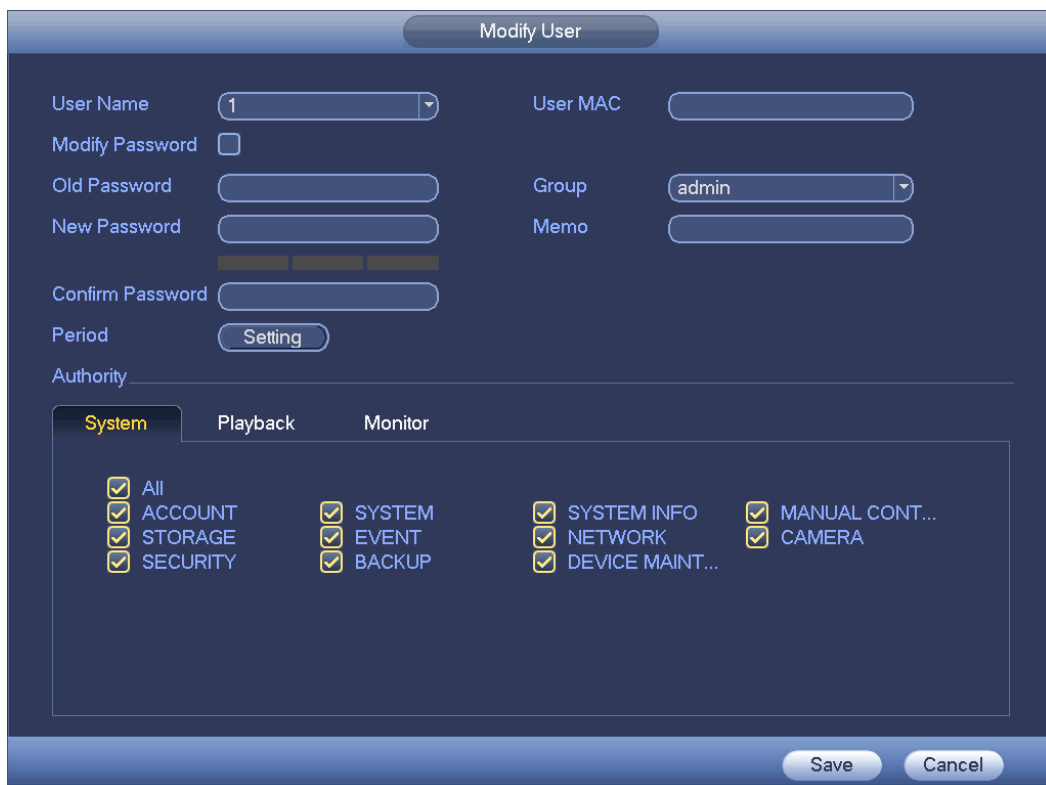 Modify User
User Name 1 User MAC
Modify Password
Old Password Group admin
New Password Memo
Confirm Password
Period Setting
Authority
System Playback Monitor
All
ACCOUNT SYSTEM SYSTEM INFO MANUAL CONT...
STORAGE EVENT NETWORK CAMERA
SECURITY BACKUP DEVICE MAINT...
Save Cancel